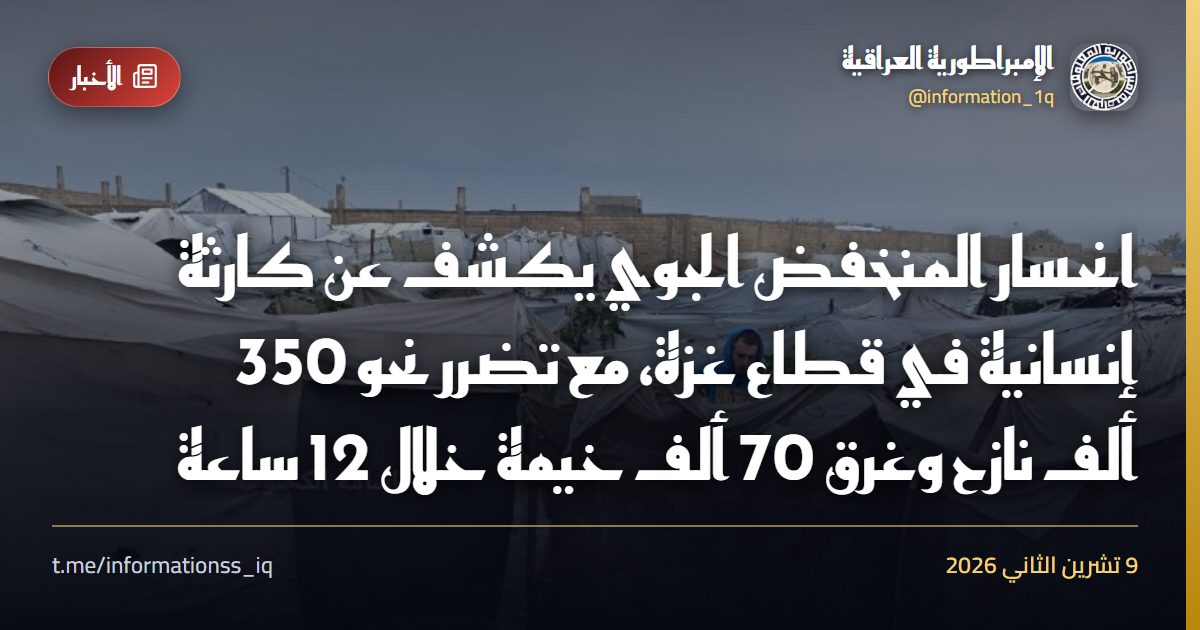 الإمبراطورية العراقية
@information_1q
الأخبار
انحسار المنخفض الجوي يكشف عن كارثة
إنسانية في قطاع غزة، مع تضرر نحو 350
ألف نازح وغرق 70 ألف خيمة خلال 12 ساعة
9 تشرين الثاني 2026
t.me/informationss_iq